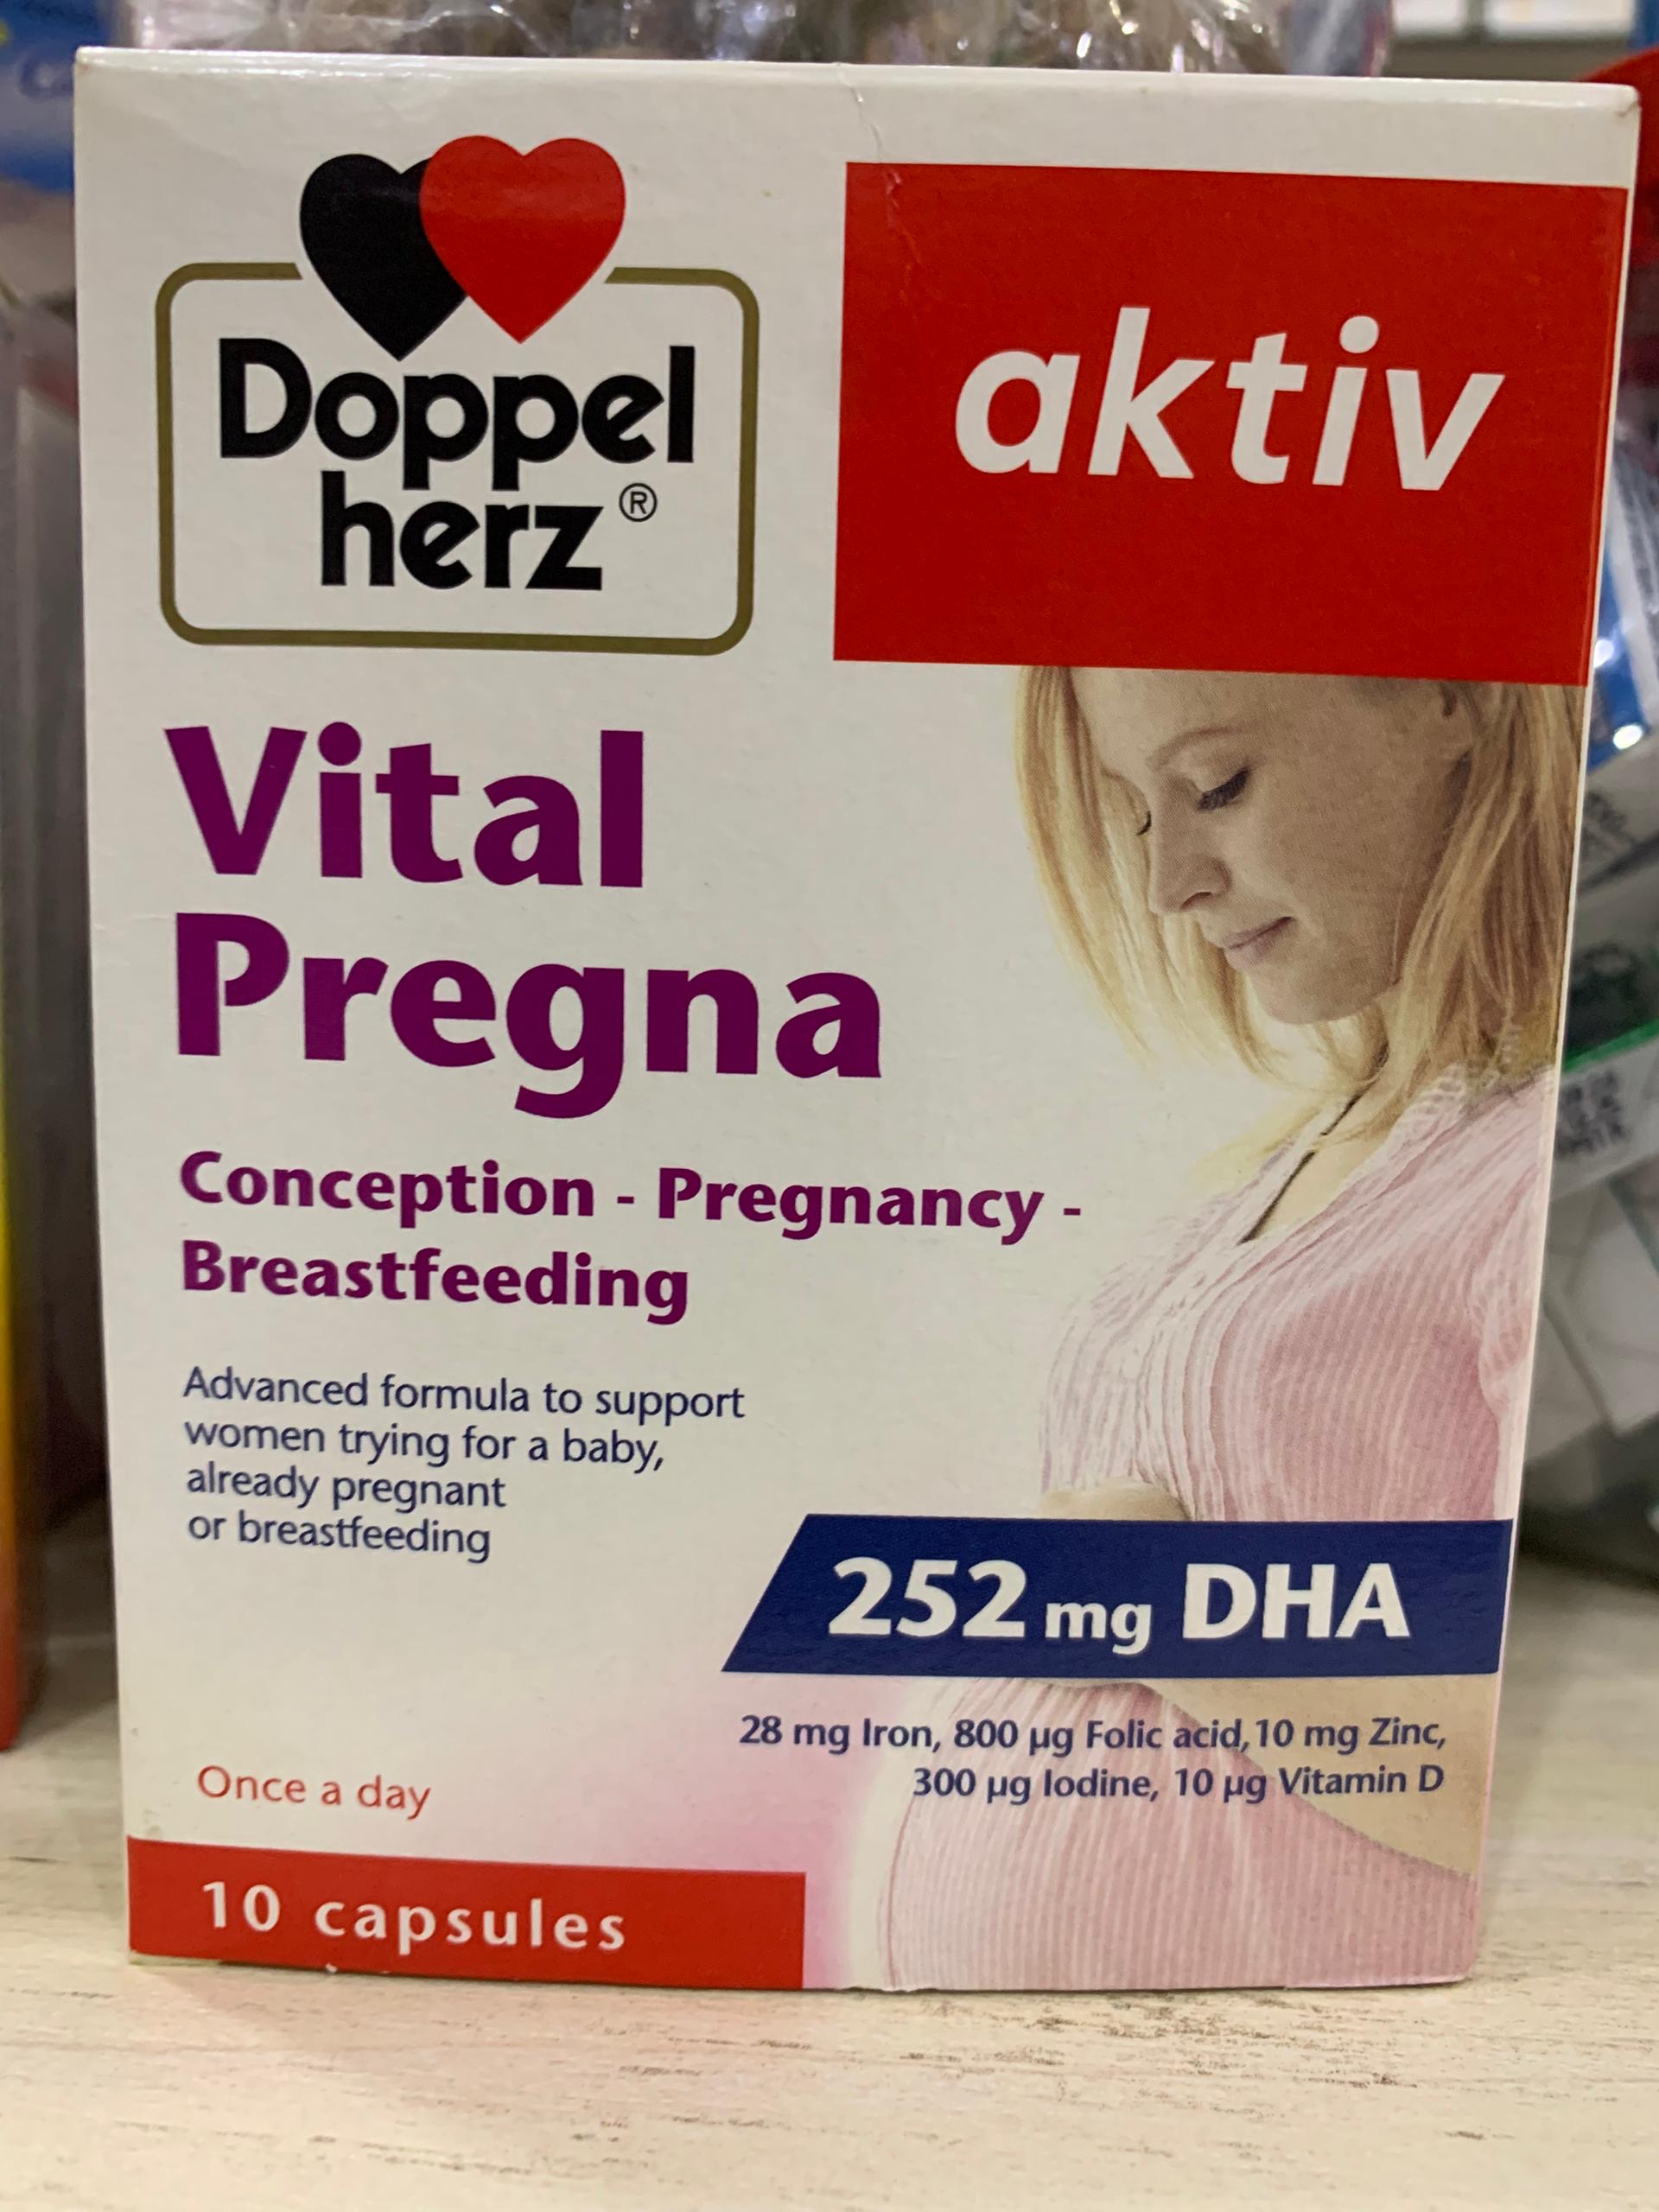 Doppel
herz®
aktiv
Vital
Pregna
Conception - Pregnancy -
Breastfeeding
Advanced formula to support
women trying for a baby,
already pregnant
or breastfeeding
252 mg DHA
28 mg Iron, 800 µg Folic acid, 10 mg Zinc,
300 µg Iodine, 10 µg Vitamin D
Once a day
10 capsules